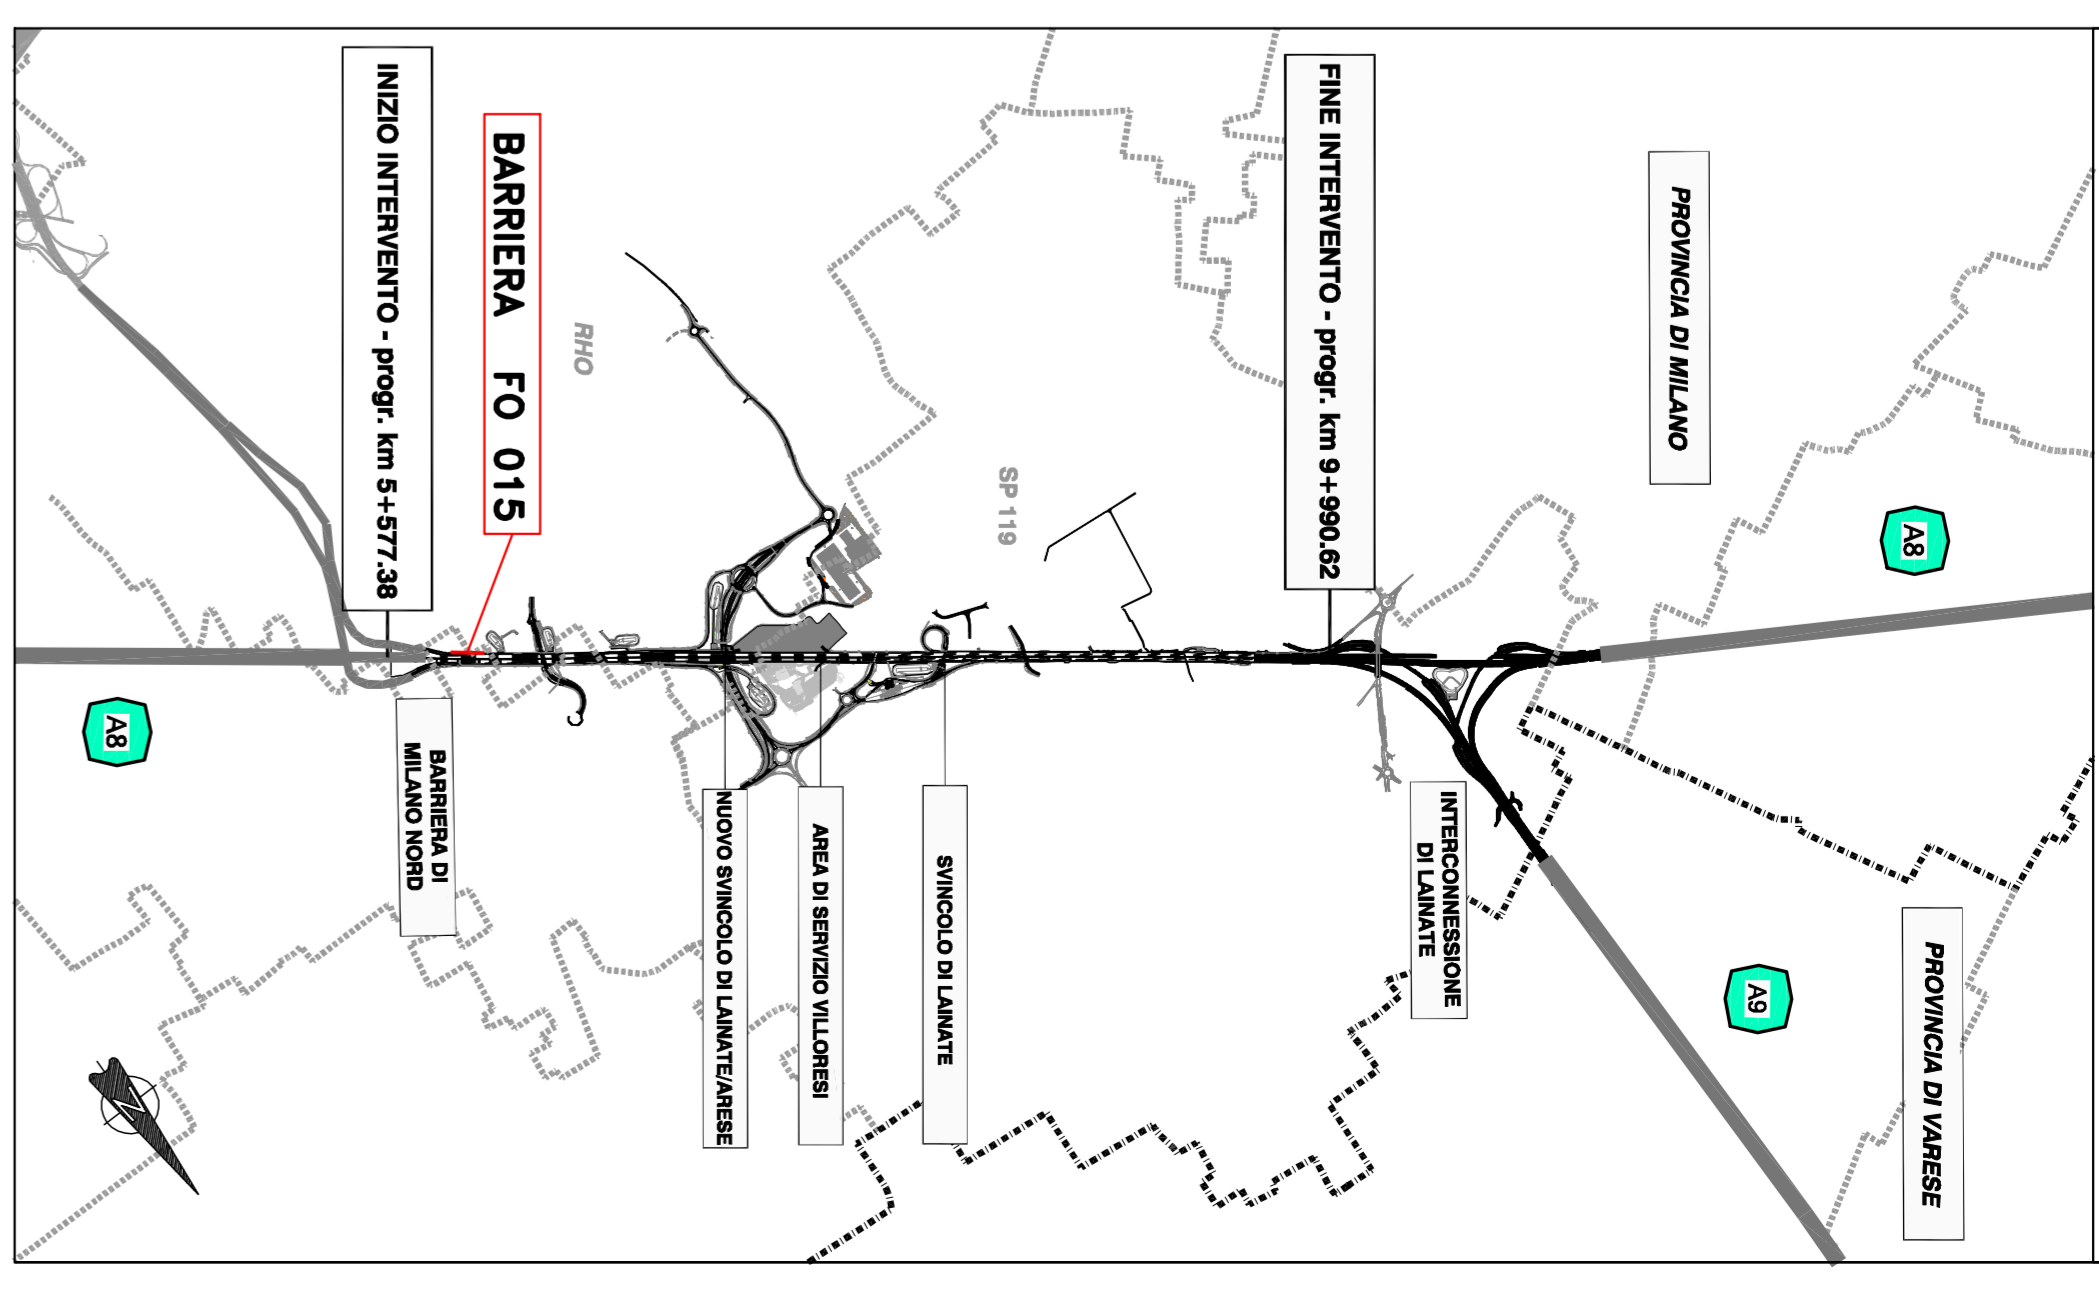 PROVINCIA DI VARESE
A8
A9
PROVINCIA DI MILANO
INTERCONNESSIONE
DI LAINATE
FINE INTERVENTO - progr. km 9+990.62
SP 119
SVINCOLO DI LAINATE
AREA DI SERVIZIO VILLORESI
NUOVO SVINCOLO DI LAINATE/ARESE
RHO
BARRIERA FO 015
BARRIERA DI
MILANO NORD
INIZIO INTERVENTO - progr. km 5+577.38
A8
N